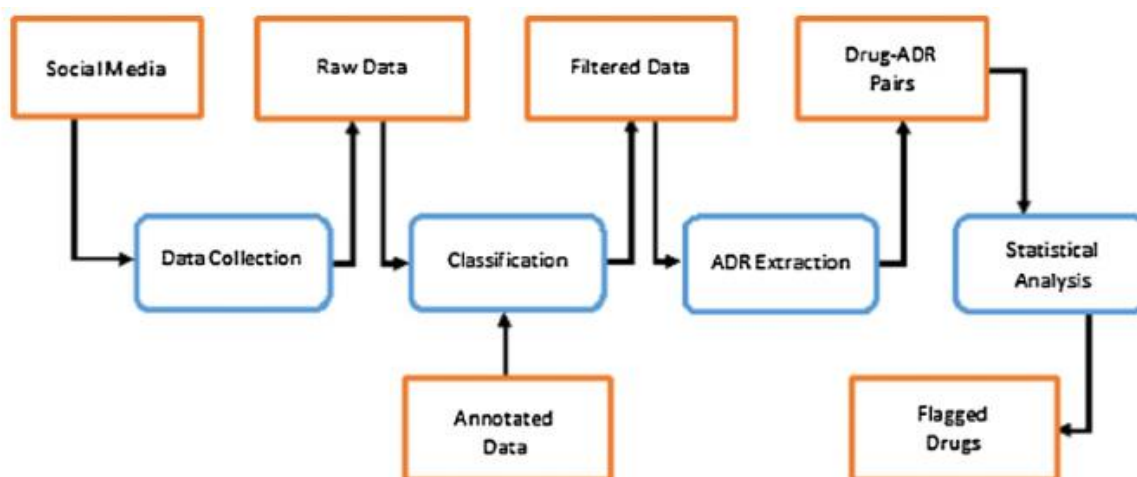 Social Media
Raw Data
Filtered Data
Drug-ADR
Pairs
Data Collection
Classification
ADR Extraction
Statistical
Analysis
Annotated
Data
Flagged
Drugs